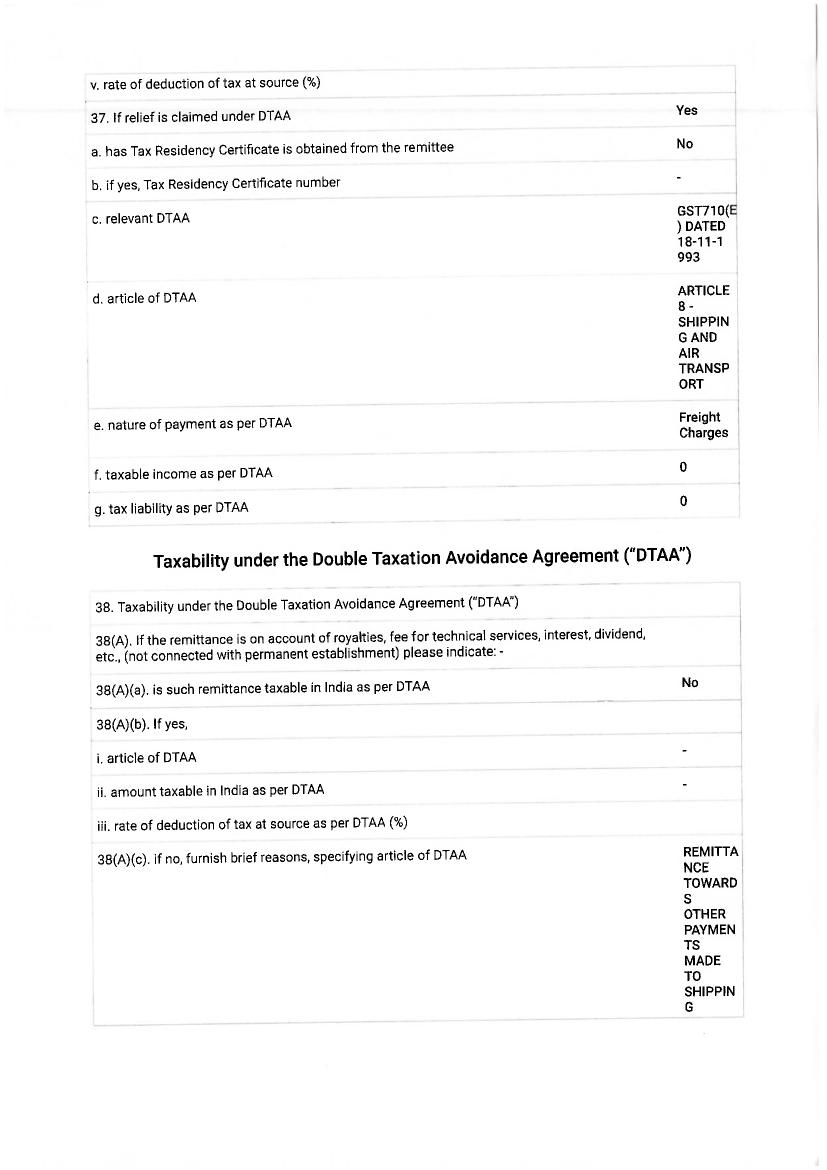 v. rate of deduction of tax at source (%)
37. If relief is claimed under DTAA
Yes
a. has Tax Residency Certificate is obtained from the remittee
No
b. if yes, Tax Residency Certificate number
-
c. relevant DTAA
GST710(E
) DATED
18-11-1
993
d. article of DTAA
ARTICLE
8 -
SHIPPIN
G AND
AIR
TRANSP
ORT
e. nature of payment as per DTAA
Freight
Charges
f. taxable income as per DTAA
0
g. tax liability as per DTAA
0
Taxability under the Double Taxation Avoidance Agreement (“DTAA”)
38. Taxability under the Double Taxation Avoidance Agreement (“DTAA”)
38(A). If the remittance is on account of royalties, fee for technical services, interest, dividend,
etc., (not connected with permanent establishment) please indicate: -
38(A)(a). is such remittance taxable in India as per DTAA
No
38(A)(b). If yes,
i. article of DTAA
-
ii. amount taxable in India as per DTAA
-
iii. rate of deduction of tax at source as per DTAA (%)
38(A)(c). if no, furnish brief reasons, specifying article of DTAA
REMITTA
NCE
TOWARD
S
OTHER
PAYMEN
TS
MADE
TO
SHIPPIN
G